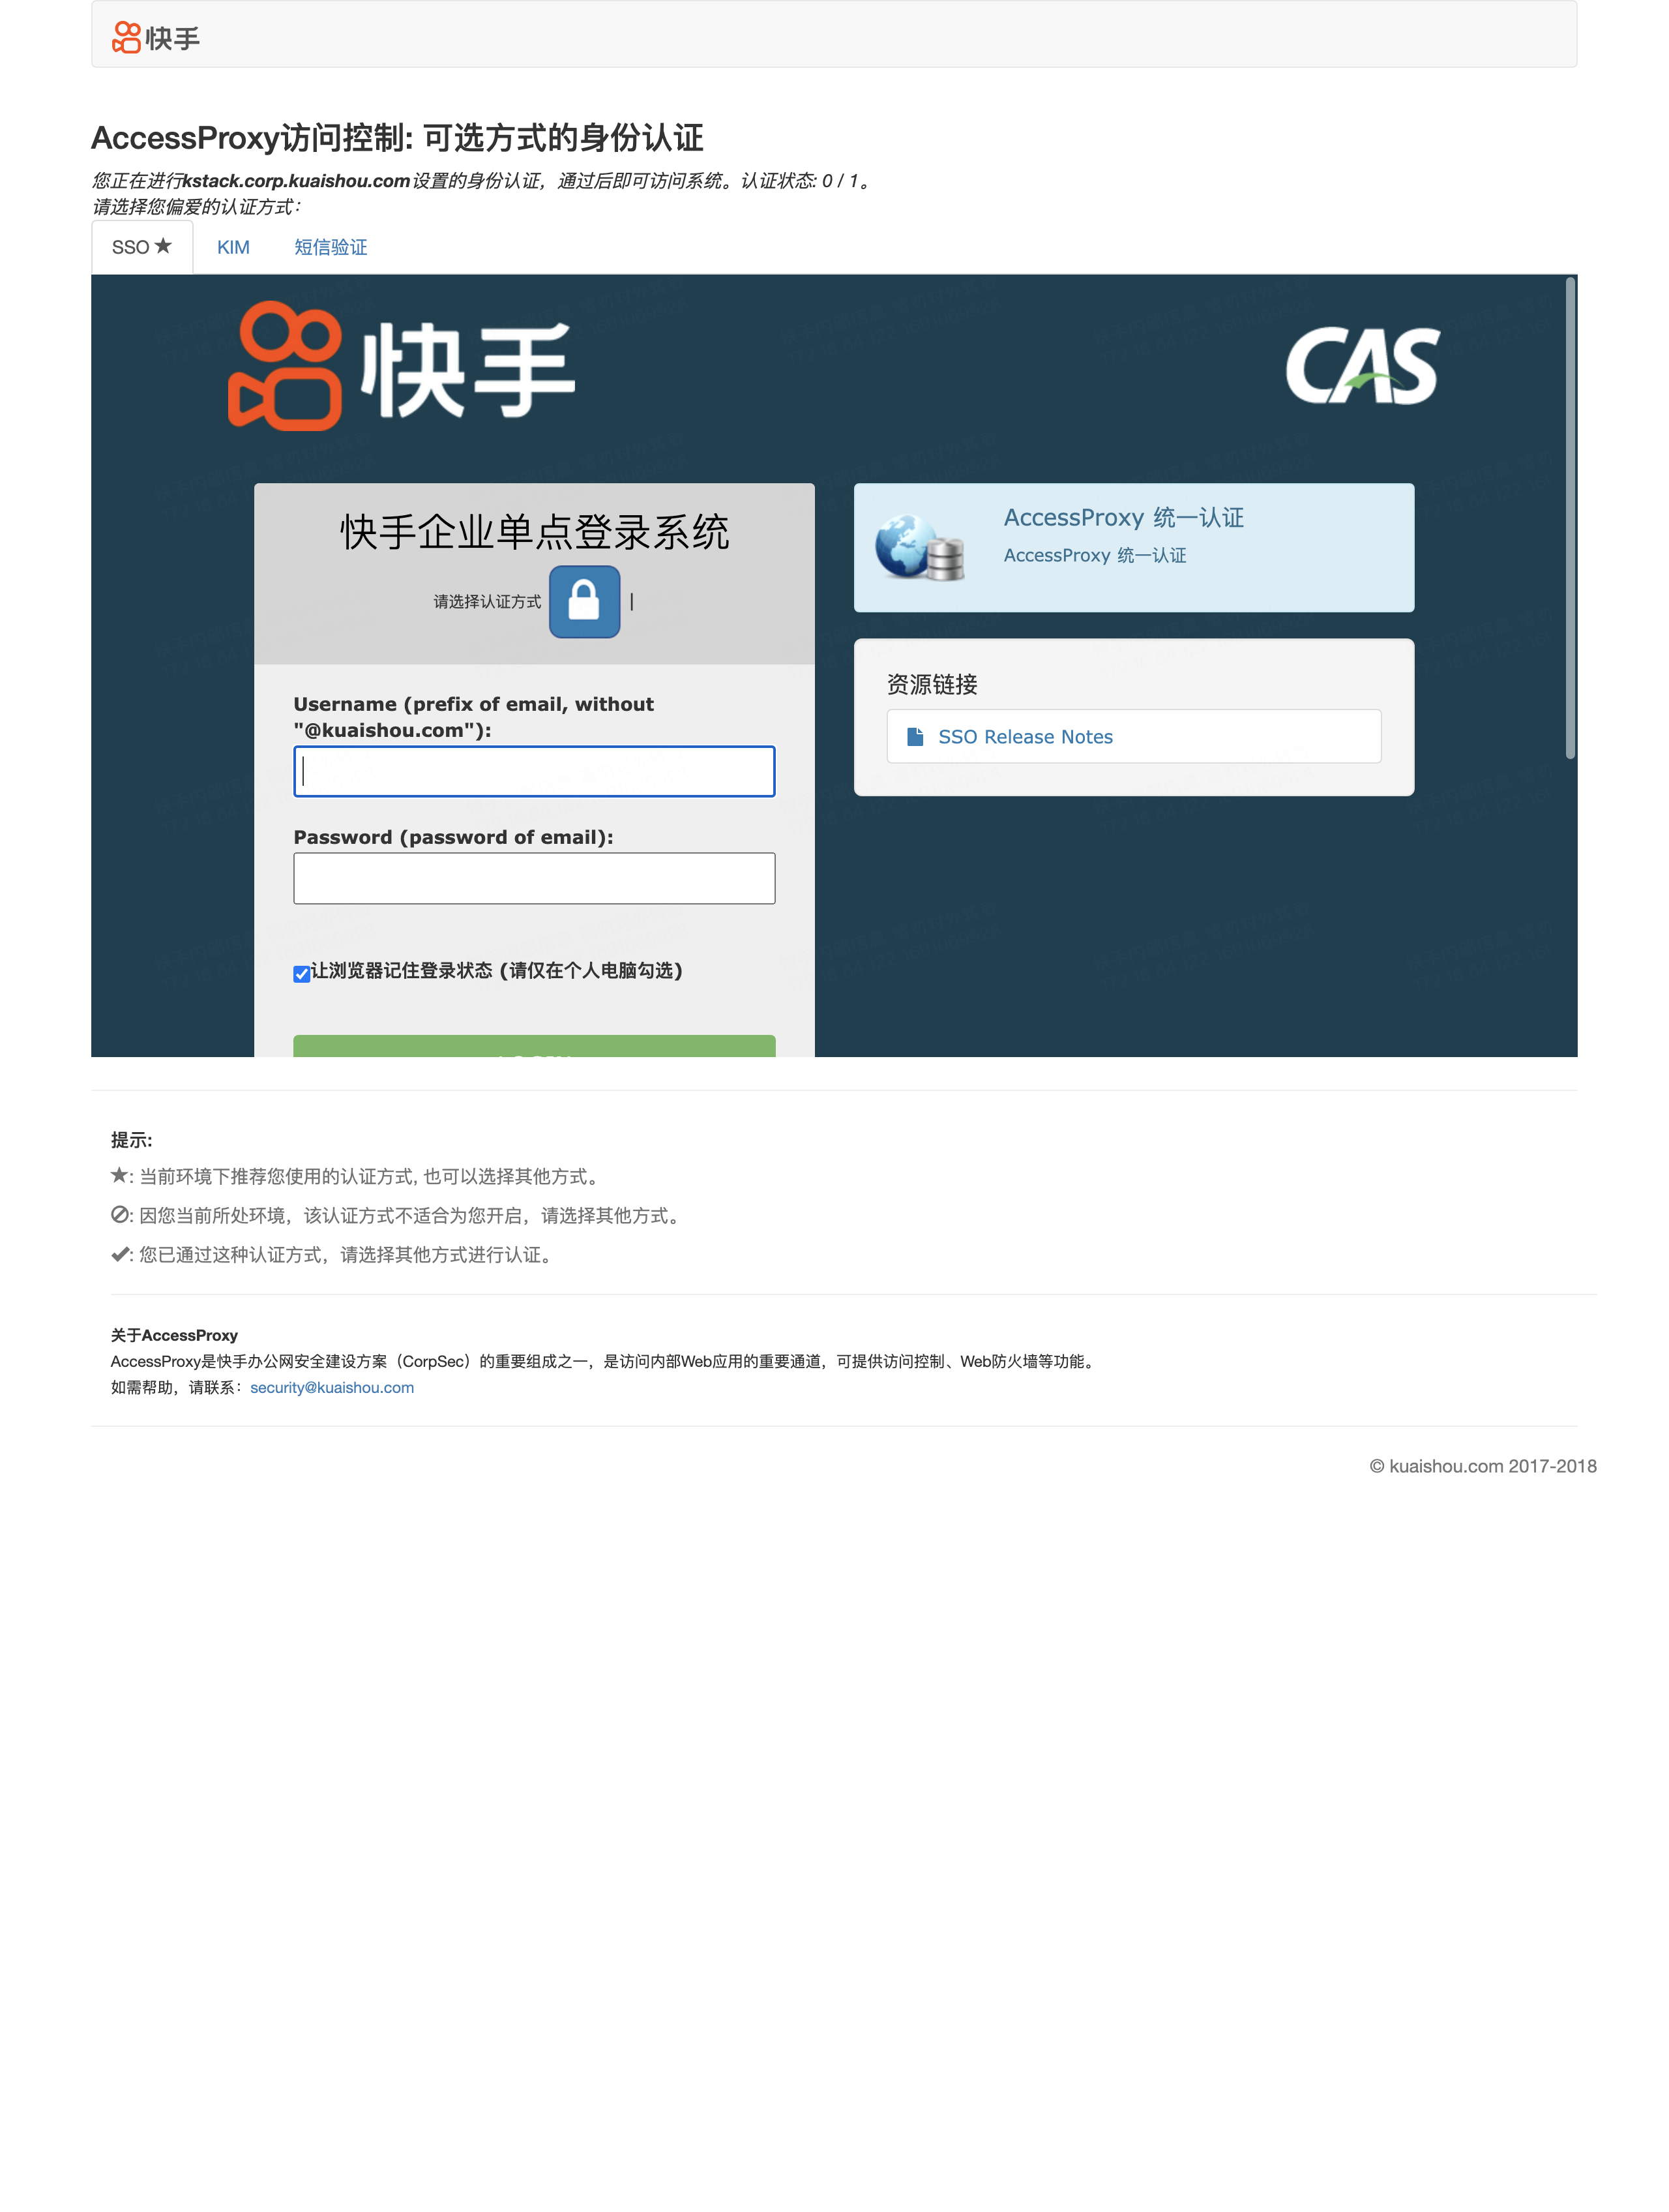 快手
AccessProxy访问控制: 可选方式的身份认证
您正在进行kstack.corp.kuaishou.com设置的身份认证，通过后即可访问系统。认证状态: 0 / 1。
请选择您偏爱的认证方式：
SSO ★ KIM 短信验证
快手 CAS
快手企业单点登录系统
请选择认证方式 |
Username (prefix of email, without
"@kuaishou.com"):
Password (password of email):
让浏览器记住登录状态 (请仅在个人电脑勾选)
AccessProxy 统一认证
AccessProxy 统一认证
资源链接
SSO Release Notes
提示:
★: 当前环境下推荐您使用的认证方式, 也可以选择其他方式。
⊘: 因您当前所处环境，该认证方式不适合为您开启，请选择其他方式。
✔: 您已通过这种认证方式，请选择其他方式进行认证。
关于AccessProxy
AccessProxy是快手办公网安全建设方案（CorpSec）的重要组成之一，是访问内部Web应用的重要通道，可提供访问控制、Web防火墙等功能。
如需帮助，请联系：security@kuaishou.com
© kuaishou.com 2017-2018